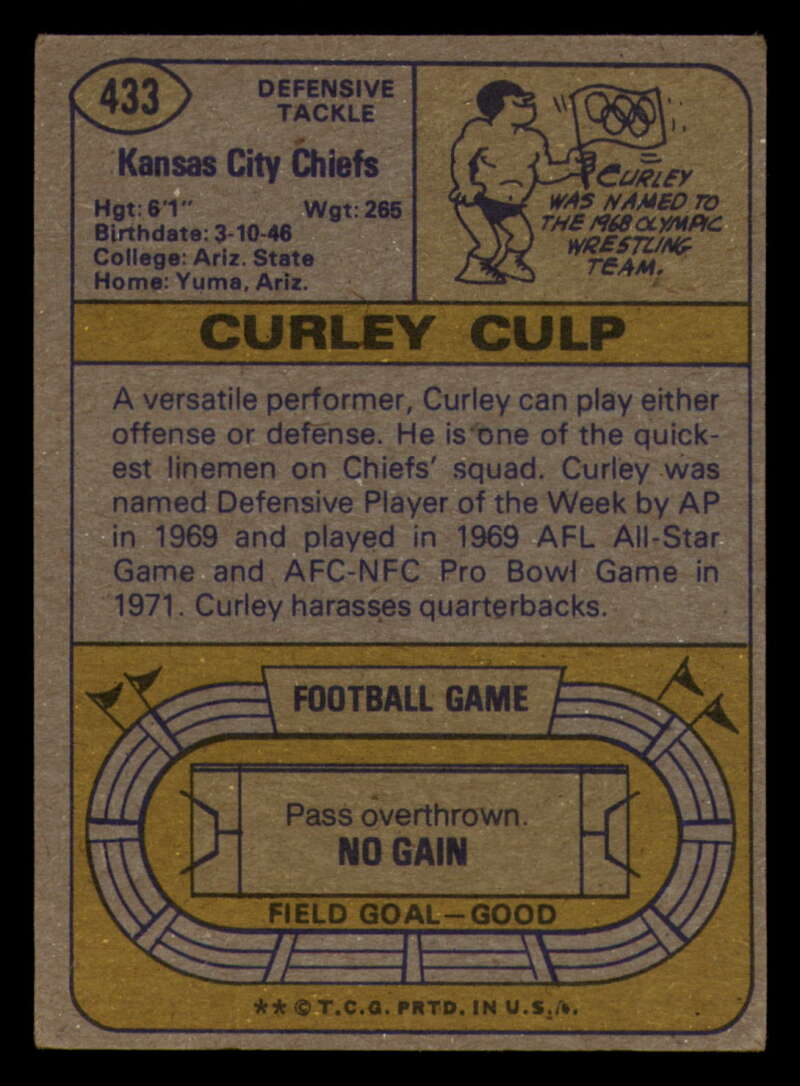 433
DEFENSIVE
TACKLE
Kansas City Chiefs
Hgt: 6'1" Wgt: 265
Birthdate: 3-10-46
College: Ariz. State
Home: Yuma, Ariz.
CURLEY
WAS NAMED TO
THE 1968 OLYMPIC
WRESTLING
TEAM.
CURLEY CULP
A versatile performer, Curley can play either
offense or defense. He is one of the quick-
est linemen on Chiefs' squad. Curley was
named Defensive Player of the Week by AP
in 1969 and played in 1969 AFL All-Star
Game and AFC-NFC Pro Bowl Game in
1971. Curley harasses quarterbacks.
FOOTBALL GAME
Pass overthrown.
NO GAIN
FIELD GOAL—GOOD
** © T.C.G. PRTD. IN U.S.A.